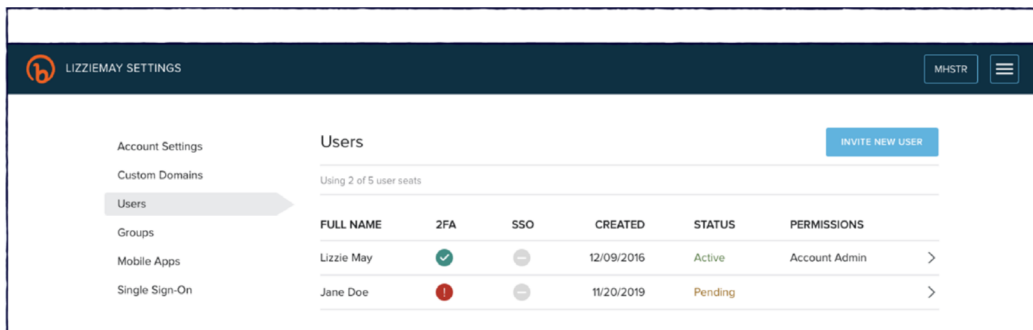 LIZZIEMAY SETTINGS MHSTR
Account Settings
Custom Domains
Users
Groups
Mobile Apps
Single Sign-On
Users INVITE NEW USER
Using 2 of 5 user seats
FULL NAME 2FA SSO CREATED STATUS PERMISSIONS
Lizzie May 12/09/2016 Active Account Admin
Jane Doe 11/20/2019 Pending